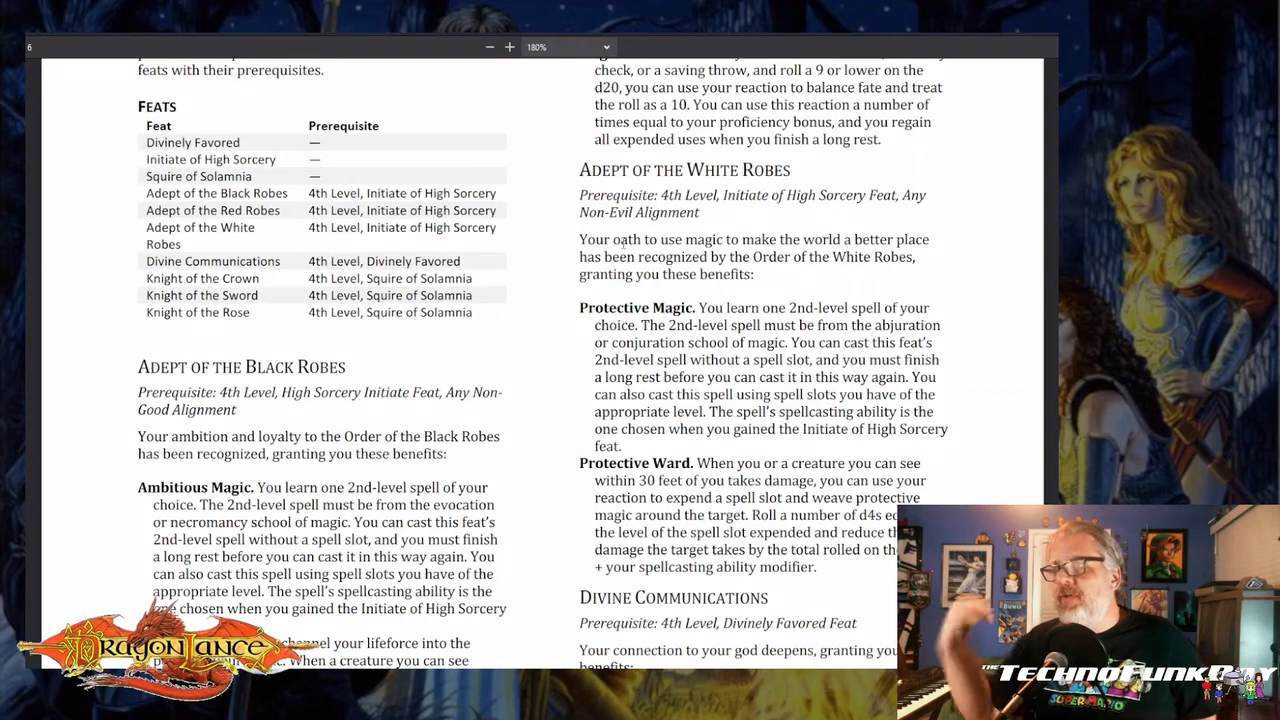 6
180%
feats with their prerequisites.
FEATS
Feat Prerequisite
Divinely Favored —
Initiate of High Sorcery —
Squire of Solamnia —
Adept of the Black Robes 4th Level, Initiate of High Sorcery
Adept of the Red Robes 4th Level, Initiate of High Sorcery
Adept of the White 4th Level, Initiate of High Sorcery
Robes
Divine Communications 4th Level, Divinely Favored
Knight of the Crown 4th Level, Squire of Solamnia
Knight of the Sword 4th Level, Squire of Solamnia
Knight of the Rose 4th Level, Squire of Solamnia
ADEPT OF THE BLACK ROBES
Prerequisite: 4th Level, High Sorcery Initiate Feat, Any Non-
Good Alignment
Your ambition and loyalty to the Order of the Black Robes
has been recognized, granting you these benefits:
Ambitious Magic. You learn one 2nd-level spell of your
choice. The 2nd-level spell must be from the evocation
or necromancy school of magic. You can cast this feat's
2nd-level spell without a spell slot, and you must finish
a long rest before you can cast it in this way again. You
can also cast this spell using spell slots you have of the
appropriate level. The spell's spellcasting ability is the
one chosen when you gained the Initiate of High Sorcery
channel your lifeforce into the
When a creature you can see
check, or a saving throw, and roll a 9 or lower on the
d20, you can use your reaction to balance fate and treat
the roll as a 10. You can use this reaction a number of
times equal to your proficiency bonus, and you regain
all expended uses when you finish a long rest.
ADEPT OF THE WHITE ROBES
Prerequisite: 4th Level, Initiate of High Sorcery Feat, Any
Non-Evil Alignment
Your oath to use magic to make the world a better place
has been recognized by the Order of the White Robes,
granting you these benefits:
Protective Magic. You learn one 2nd-level spell of your
choice. The 2nd-level spell must be from the abjuration
or conjuration school of magic. You can cast this feat's
2nd-level spell without a spell slot, and you must finish
a long rest before you can cast it in this way again. You
can also cast this spell using spell slots you have of the
appropriate level. The spell's spellcasting ability is the
one chosen when you gained the Initiate of High Sorcery
feat.
Protective Ward. When you or a creature you can see
within 30 feet of you takes damage, you can use your
reaction to expend a spell slot and weave protective
magic around the target. Roll a number of d4s
the level of the spell slot expended and reduce
damage the target takes by the total rolled on
+ your spellcasting ability modifier.
DIVINE COMMUNICATIONS
Prerequisite: 4th Level, Divinely Favored Feat
Your connection to your god deepens, granting
benefits:
DRAGONLANCE
THE TECHNOFUNKBOY
SUPER MARIO